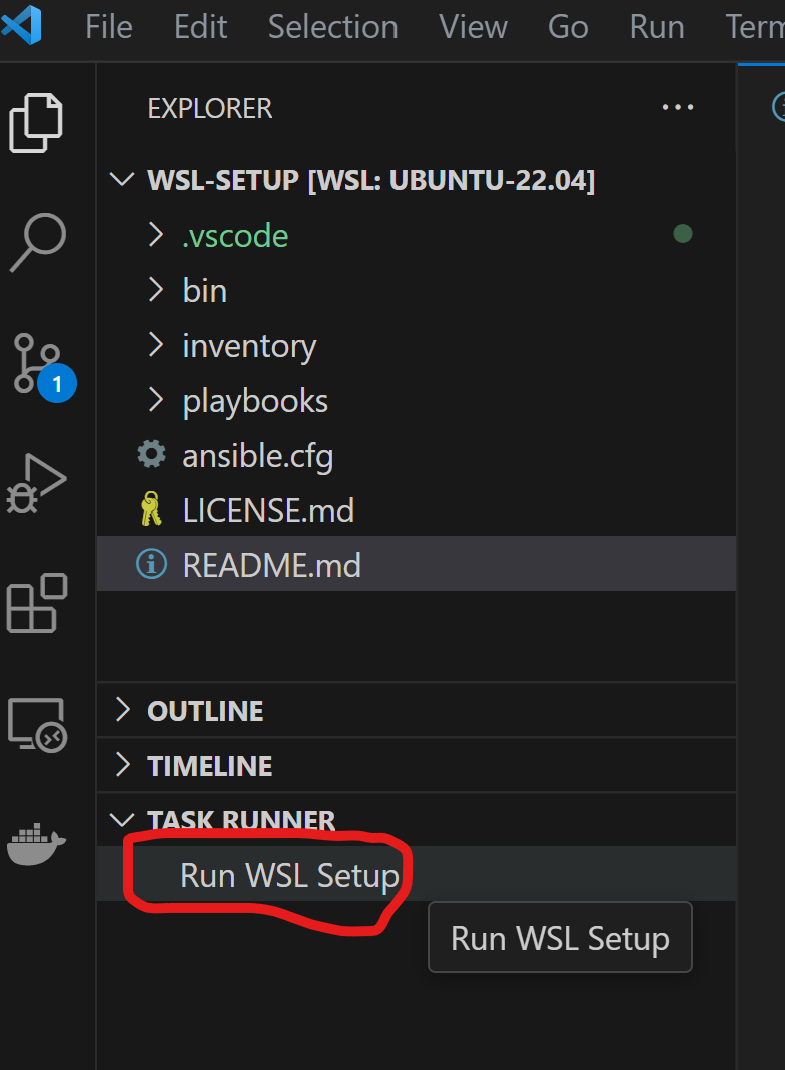 File Edit Selection View Go Run Term
EXPLORER
WSL-SETUP [WSL: UBUNTU-22.04]
.vscode
bin
inventory
1
playbooks
ansible.cfg
LICENSE.md
README.md
OUTLINE
TIMELINE
TASK RUNNER
Run WSL Setup
Run WSL Setup